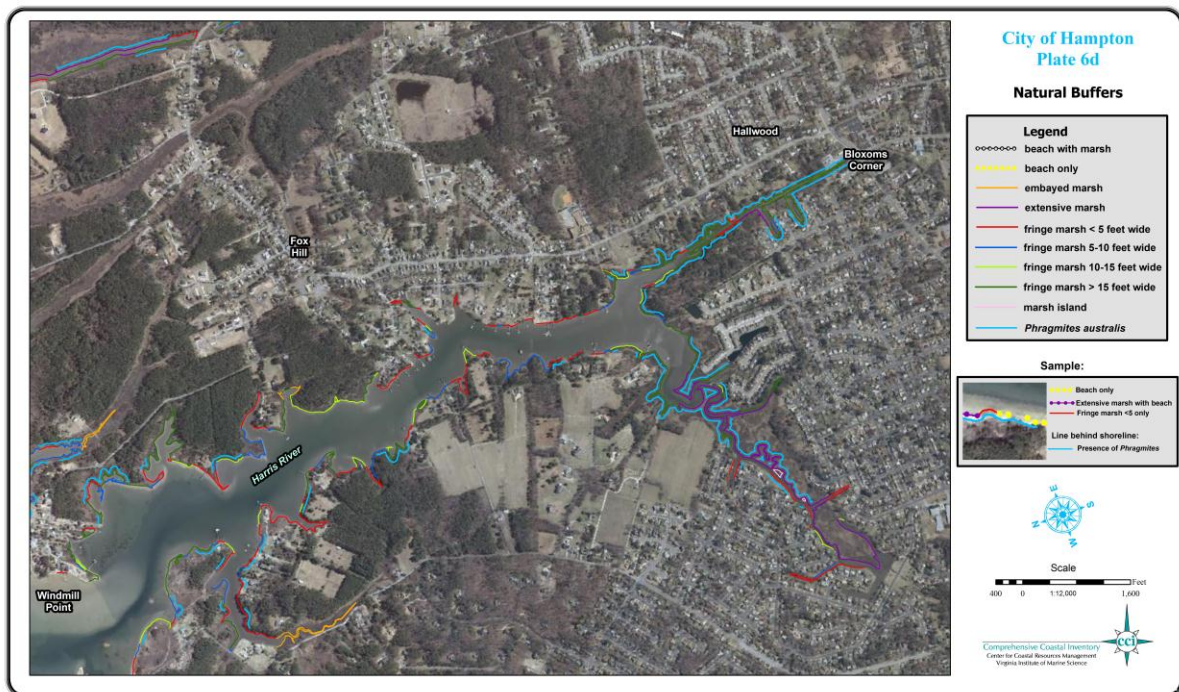 City of Hampton
Plate 6d
Natural Buffers
Legend
beach with marsh
beach only
embayed marsh
extensive marsh
fringe marsh < 5 feet wide
fringe marsh 5-10 feet wide
fringe marsh 10-15 feet wide
fringe marsh > 15 feet wide
marsh island
Phragmites australis
Sample:
Beach only
Extensive marsh with beach
Fringe marsh <5 only
Line behind shoreline:
Presence of Phragmites
N E S W
Scale
Feet
400 0 1:12,000 1,600
Comprehensive Coastal Inventory
Center for Coastal Resources Management
Virginia Institute of Marine Science
cci
Hallwood
Bloxoms
Corner
Fox
Hill
Harris River
Windmill
Point